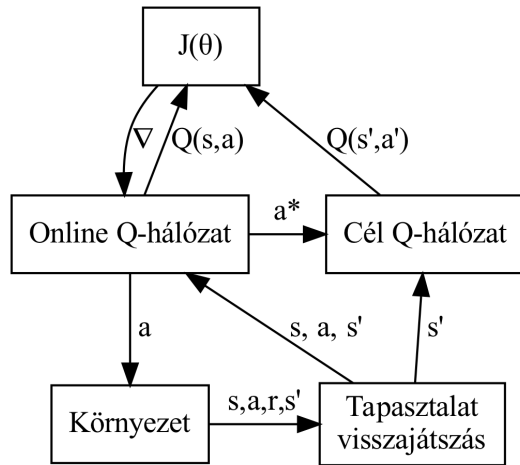 J(θ)
∇
Q(s,a)
Q(s',a')
Online Q-hálózat
a*
Cél Q-hálózat
a
s, a, s'
s'
Környezet
s,a,r,s'
Tapasztalat
visszajátszás